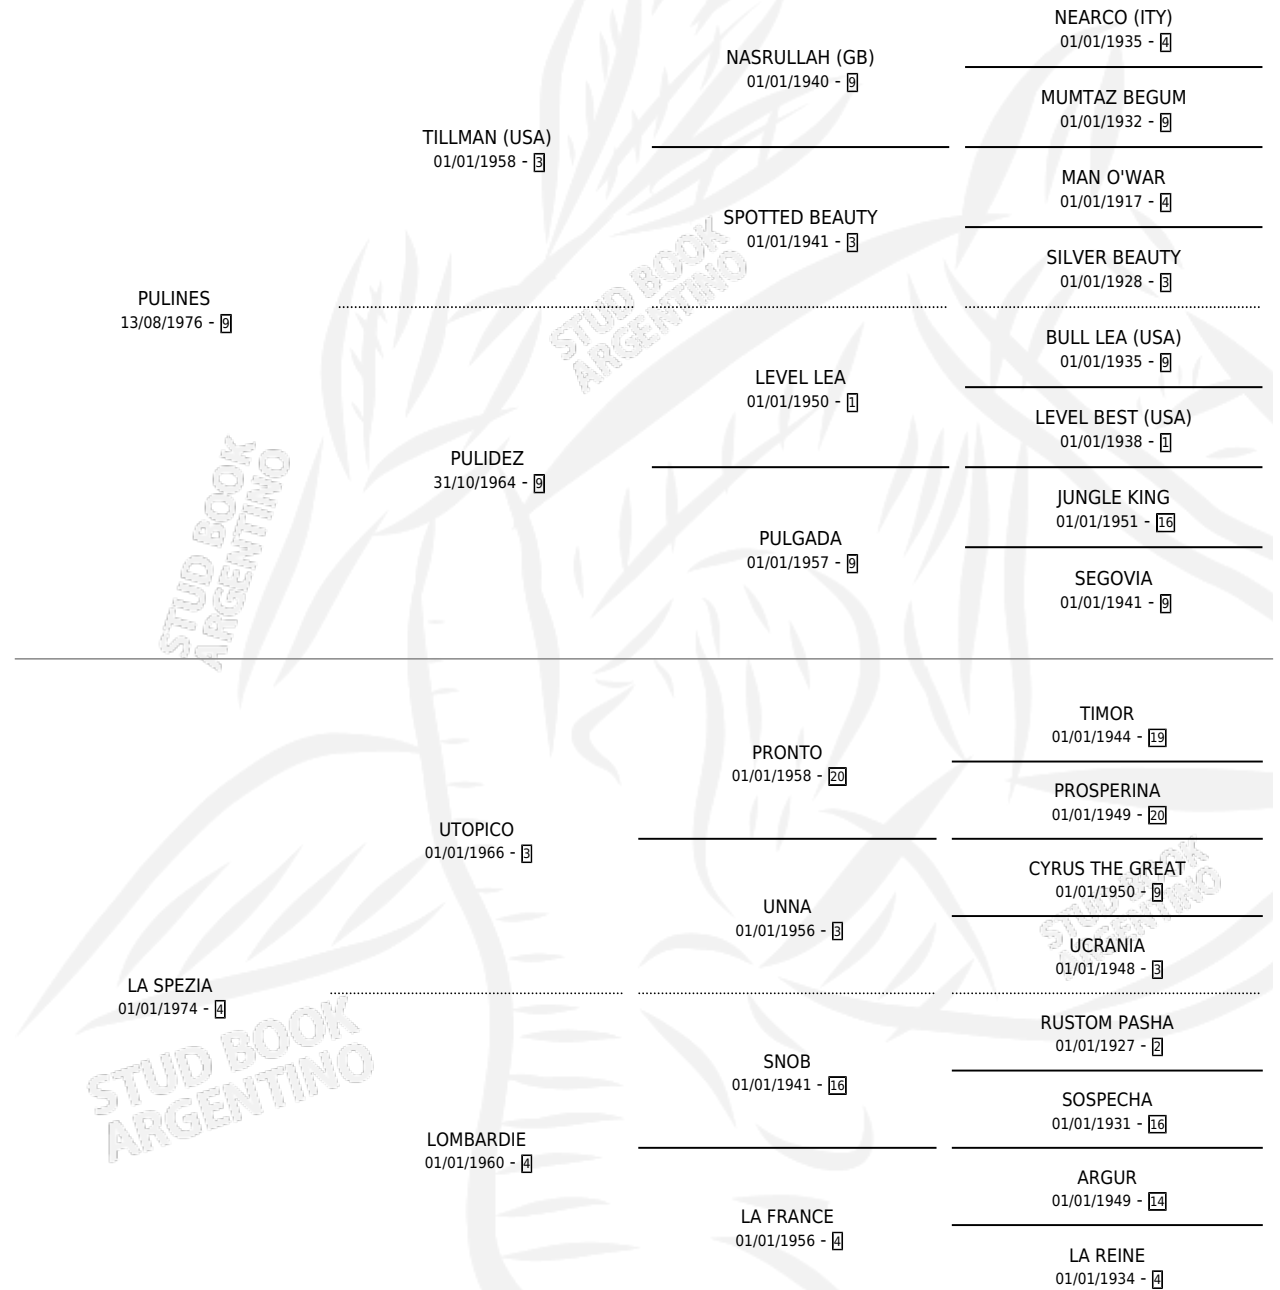 NEARCO (ITY)
01/01/1935 - 4
NASRULLAH (GB)
01/01/1940 - 9
MUMTAZ BEGUM
01/01/1932 - 9
TILLMAN (USA)
01/01/1958 - 3
MAN O'WAR
01/01/1917 - 4
SPOTTED BEAUTY
01/01/1941 - 3
SILVER BEAUTY
01/01/1928 - 3
PULINES
13/08/1976 - 9
BULL LEA (USA)
01/01/1935 - 9
LEVEL LEA
01/01/1950 - 1
LEVEL BEST (USA)
01/01/1938 - 1
PULIDEZ
31/10/1964 - 9
JUNGLE KING
01/01/1951 - 16
PULGADA
01/01/1957 - 9
SEGOVIA
01/01/1941 - 9
STUD BOOK
ARGENTINO
STUD BOOK
ARGENTINO
TIMOR
01/01/1944 - 19
PRONTO
01/01/1958 - 20
PROSPERINA
01/01/1949 - 20
UTOPICO
01/01/1966 - 3
CYRUS THE GREAT
01/01/1950 - 9
UNNA
01/01/1956 - 3
UCRANIA
01/01/1948 - 3
LA SPEZIA
01/01/1974 - 4
RUSTOM PASHA
01/01/1927 - 2
SNOB
01/01/1941 - 16
SOSPECHA
01/01/1931 - 16
LOMBARDIE
01/01/1960 - 4
ARGUR
01/01/1949 - 14
LA FRANCE
01/01/1956 - 4
LA REINE
01/01/1934 - 4
STUD BOOK
ARGENTINO
STUD BOOK
ARGENTINO